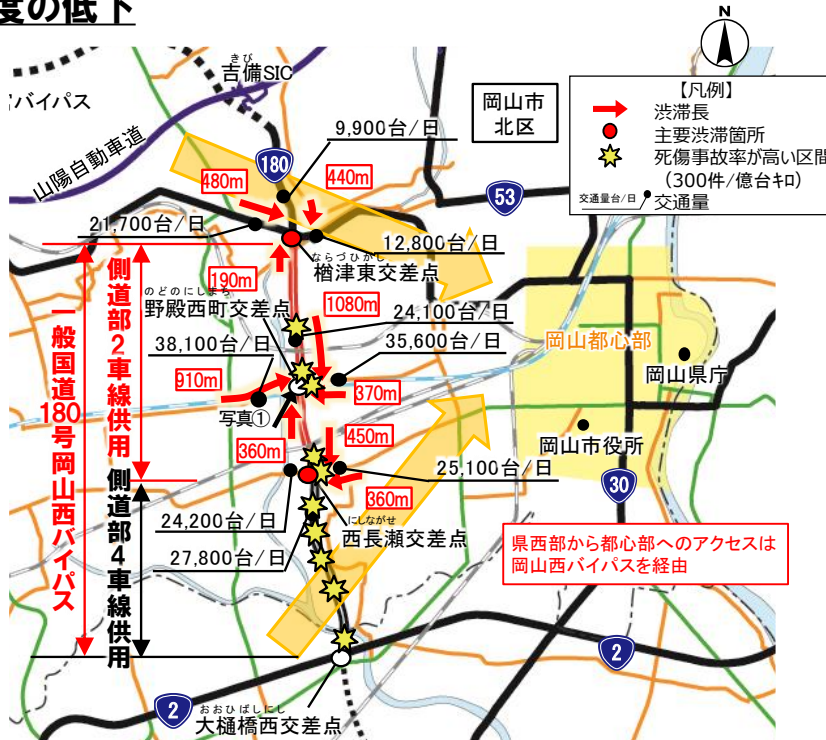 度の低下
N
きび
吉備SIC
バイパス
岡山市
北区
【凡例】
渋滞長
主要渋滞箇所
死傷事故率が高い区間
(300件/億台キロ)
交通量台/日
交通量
山陽自動車道
9,900台/日
180
53
480m
440m
21,700台/日
12,800台/日
ならづひがし
楢津東交差点
190m
のどのにしまち
野殿西町交差点
1080m
24,100台/日
38,100台/日
35,600台/日
岡山都心部
岡山県庁
910m
370m
写真①
岡山市役所
360m
450m
25,100台/日
30
360m
24,200台/日
にしながせ
西長瀬交差点
27,800台/日
県西部から都心部へのアクセスは
岡山西バイパスを経由
側道部2車線供用
一般国道180号岡山西バイパス
側道部4車線供用
2
2
おおひばしにし
大樋橋西交差点